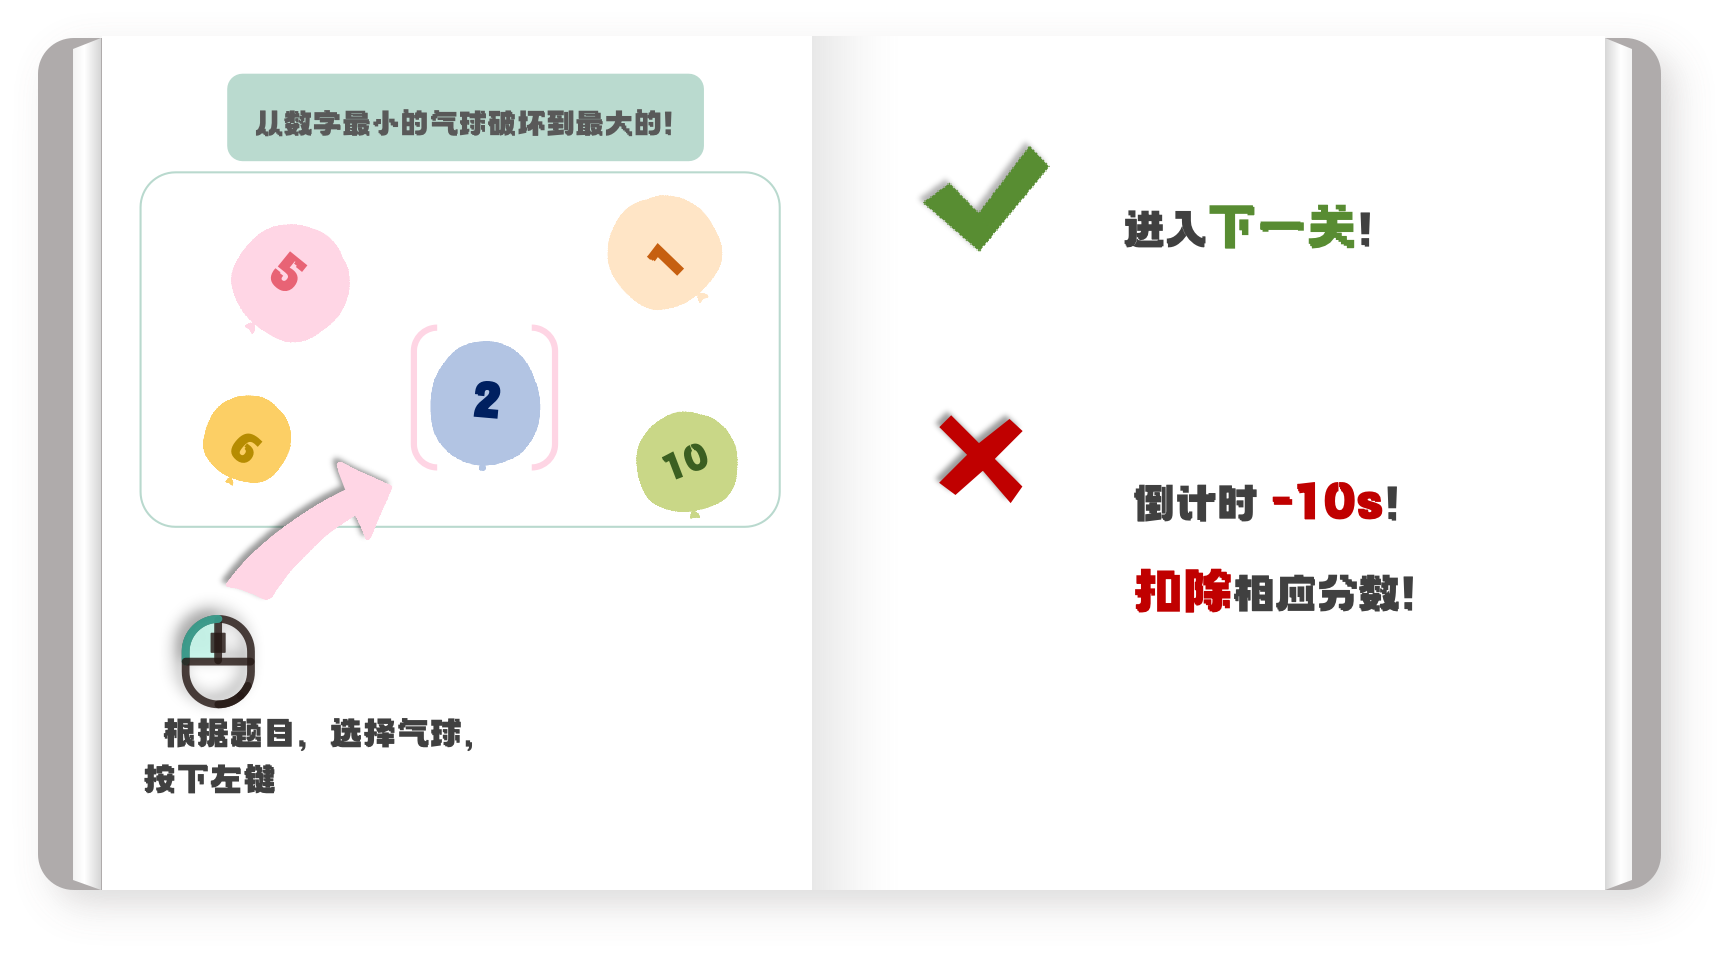 从数字最小的气球破坏到最大的!
5
1
2
6
10
根据题目，选择气球，
按下左键
进入下一关!
倒计时 -10s!
扣除相应分数!